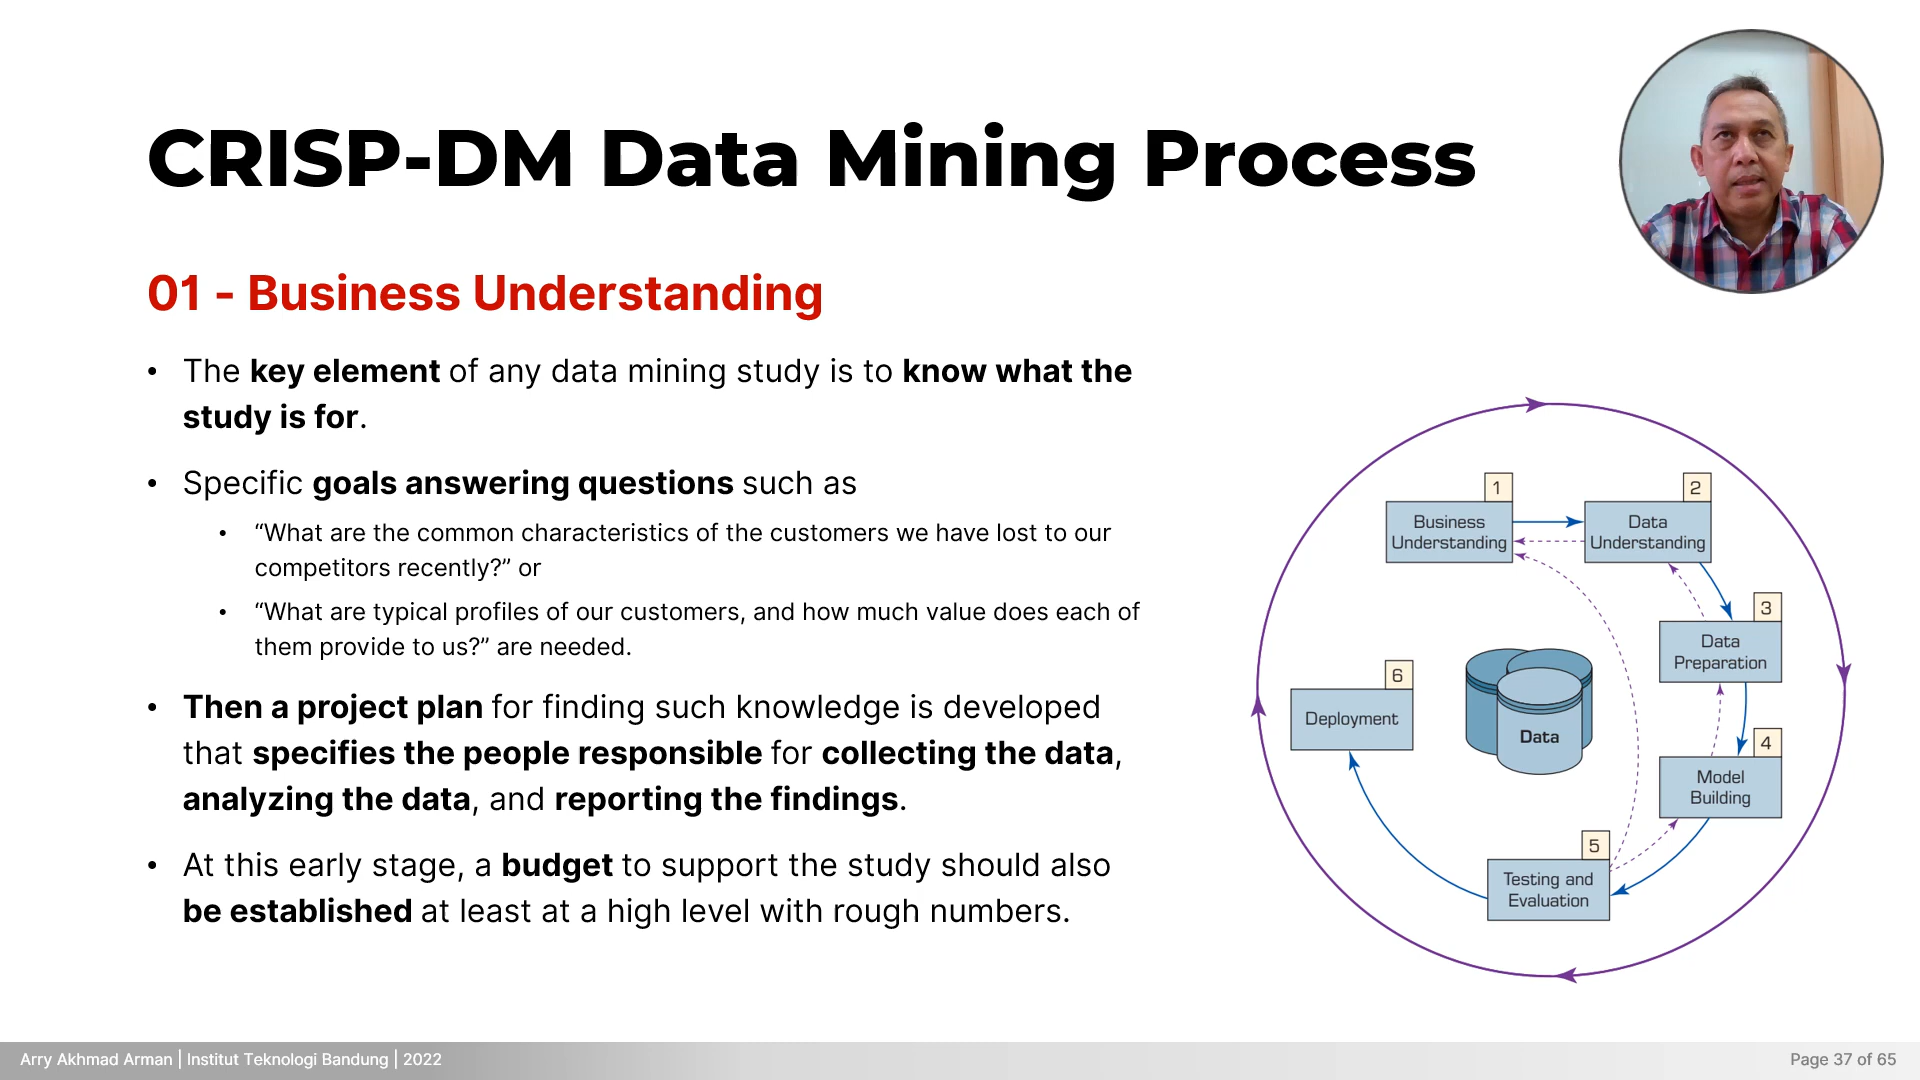 CRISP-DM Data Mining Process
01 - Business Understanding
• The key element of any data mining study is to know what the
study is for.
• Specific goals answering questions such as
• “What are the common characteristics of the customers we have lost to our
competitors recently?” or
• “What are typical profiles of our customers, and how much value does each of
them provide to us?” are needed.
• Then a project plan for finding such knowledge is developed
that specifies the people responsible for collecting the data,
analyzing the data, and reporting the findings.
• At this early stage, a budget to support the study should also
be established at least at a high level with rough numbers.
1
Business
Understanding
2
Data
Understanding
3
Data
Preparation
4
Model
Building
5
Testing and
Evaluation
6
Deployment
Data
Arry Akhmad Arman | Institut Teknologi Bandung | 2022
Page 37 of 65